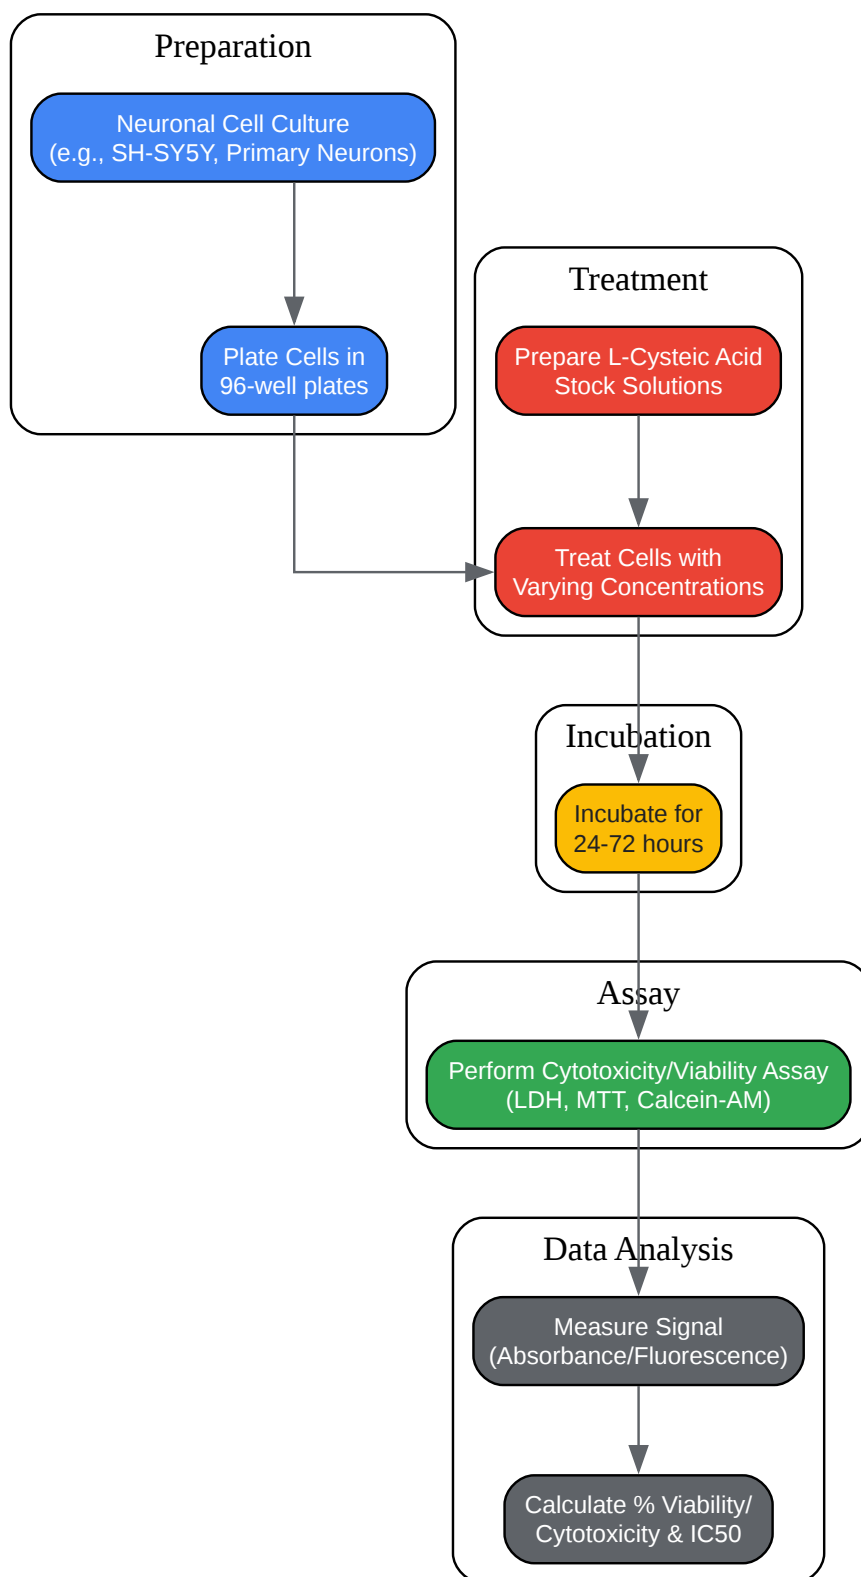 Preparation
Neuronal Cell Culture
(e.g., SH-SY5Y, Primary Neurons)
Plate Cells in
96-well plates
Treatment
Prepare L-Cysteic Acid
Stock Solutions
Treat Cells with
Varying Concentrations
Incubation
Incubate for
24-72 hours
Assay
Perform Cytotoxicity/Viability Assay
(LDH, MTT, Calcein-AM)
Data Analysis
Measure Signal
(Absorbance/Fluorescence)
Calculate % Viability/
Cytotoxicity & IC50